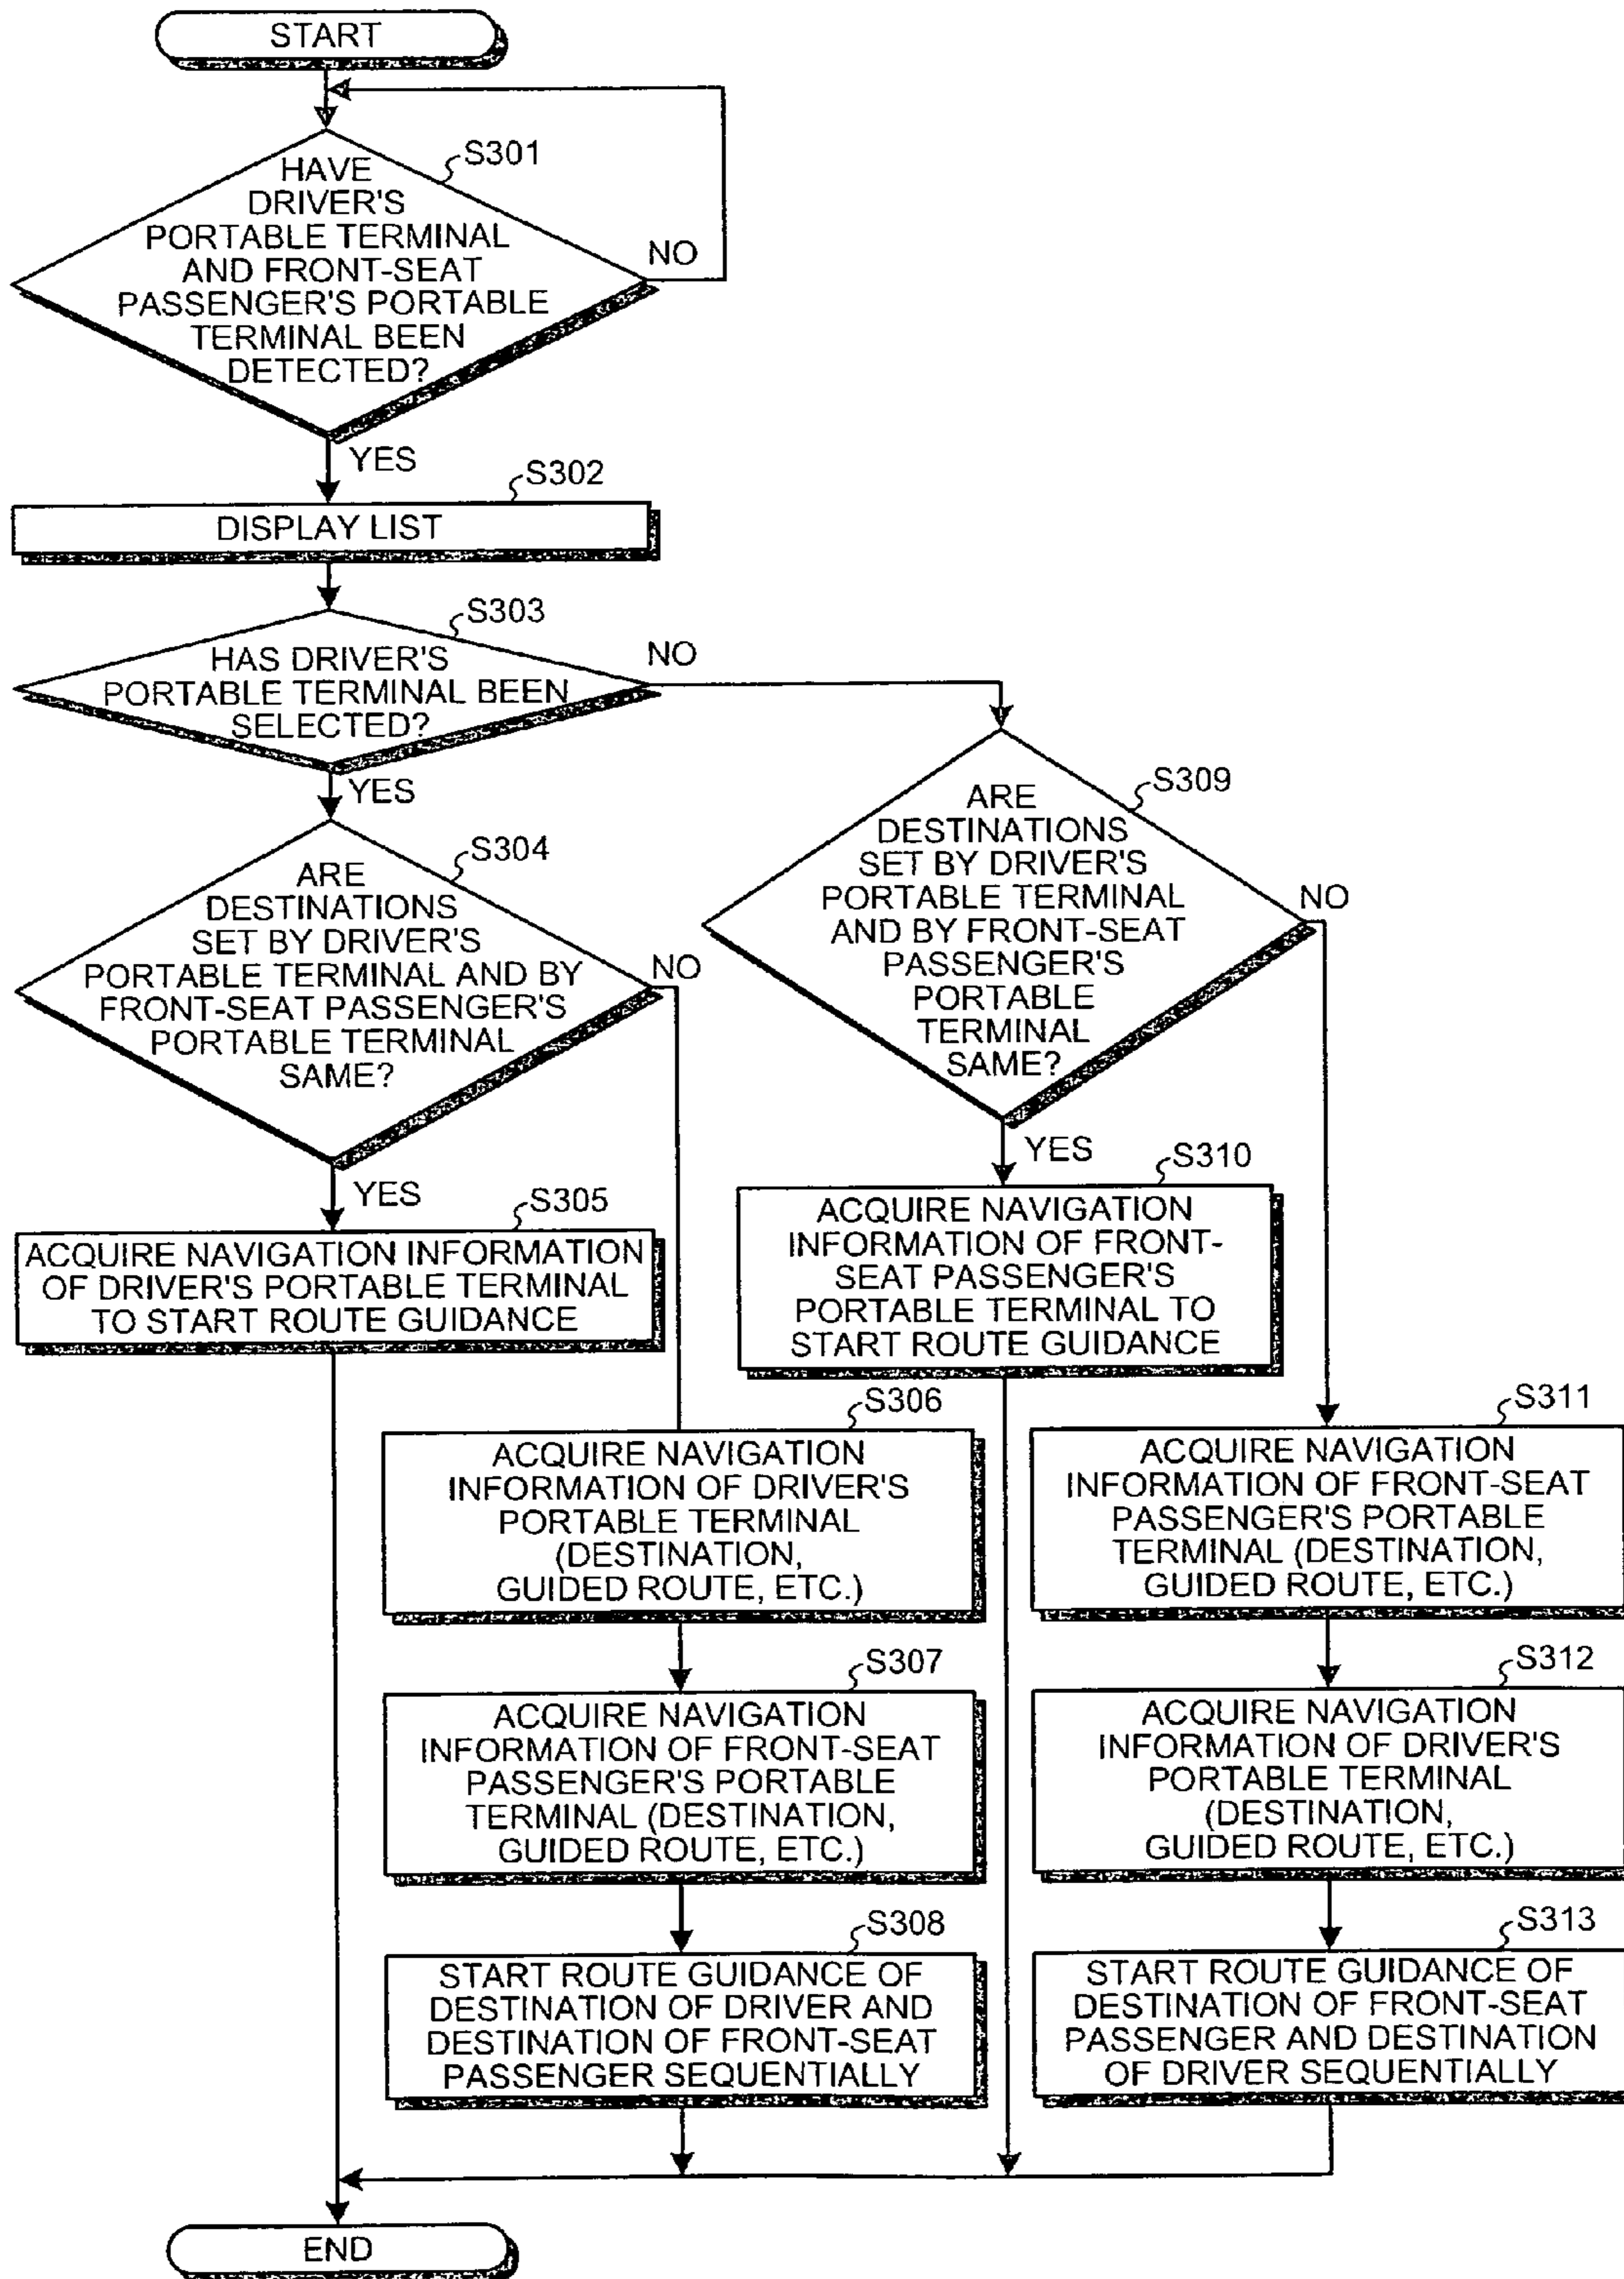 START
S301
HAVE
DRIVER'S
PORTABLE TERMINAL
AND FRONT-SEAT
PASSENGER'S PORTABLE
TERMINAL BEEN
DETECTED?
NO
YES
S302
DISPLAY LIST
S303
HAS DRIVER'S
PORTABLE TERMINAL BEEN
SELECTED?
NO
YES
S304
ARE
DESTINATIONS
SET BY DRIVER'S
PORTABLE TERMINAL AND BY
FRONT-SEAT PASSENGER'S
PORTABLE TERMINAL
SAME?
NO
YES
S309
ARE
DESTINATIONS
SET BY DRIVER'S
PORTABLE TERMINAL
AND BY FRONT-SEAT
PASSENGER'S
PORTABLE
TERMINAL
SAME?
NO
YES
S305
ACQUIRE NAVIGATION INFORMATION
OF DRIVER'S PORTABLE TERMINAL
TO START ROUTE GUIDANCE
S310
ACQUIRE NAVIGATION
INFORMATION OF FRONT-
SEAT PASSENGER'S
PORTABLE TERMINAL TO
START ROUTE GUIDANCE
S306
ACQUIRE NAVIGATION
INFORMATION OF DRIVER'S
PORTABLE TERMINAL
(DESTINATION,
GUIDED ROUTE, ETC.)
S311
ACQUIRE NAVIGATION
INFORMATION OF FRONT-SEAT
PASSENGER'S PORTABLE
TERMINAL (DESTINATION,
GUIDED ROUTE, ETC.)
S307
ACQUIRE NAVIGATION
INFORMATION OF FRONT-SEAT
PASSENGER'S PORTABLE
TERMINAL (DESTINATION,
GUIDED ROUTE, ETC.)
S312
ACQUIRE NAVIGATION
INFORMATION OF DRIVER'S
PORTABLE TERMINAL
(DESTINATION,
GUIDED ROUTE, ETC.)
S308
START ROUTE GUIDANCE OF
DESTINATION OF DRIVER AND
DESTINATION OF FRONT-SEAT
PASSENGER SEQUENTIALLY
S313
START ROUTE GUIDANCE OF
DESTINATION OF FRONT-SEAT
PASSENGER AND DESTINATION
OF DRIVER SEQUENTIALLY
END